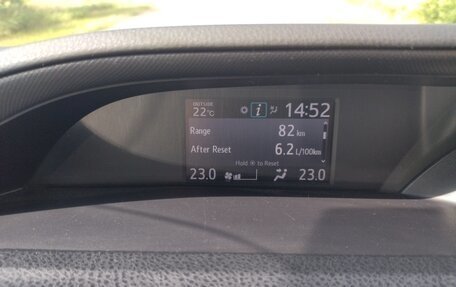 OUTSIDE
22°C i 14:52
Range 82 km
After Reset 6.2 L/100km
Hold ⦿ to Reset
23.0 23.0